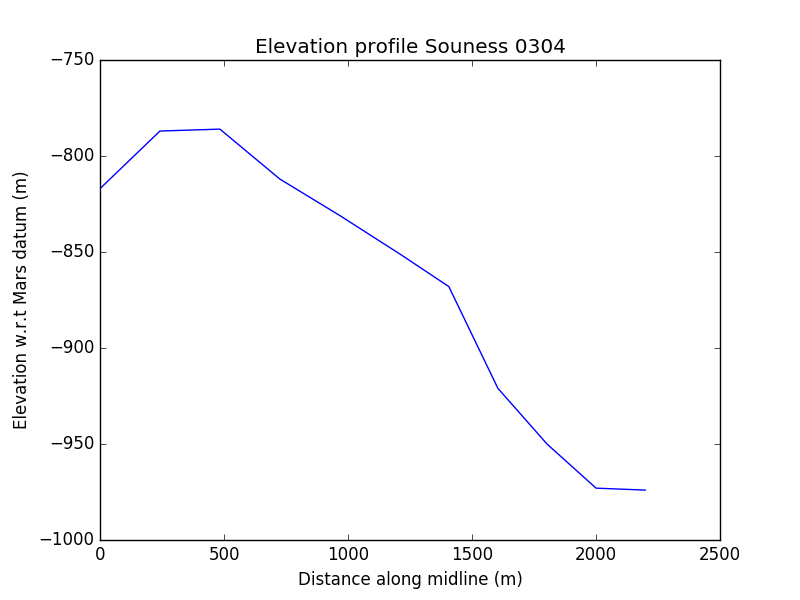 Elevation profile Souness 0304
−750
−800
−850
−900
−950
−1000
Elevation w.r.t Mars datum (m)
0 500 1000 1500 2000 2500
Distance along midline (m)